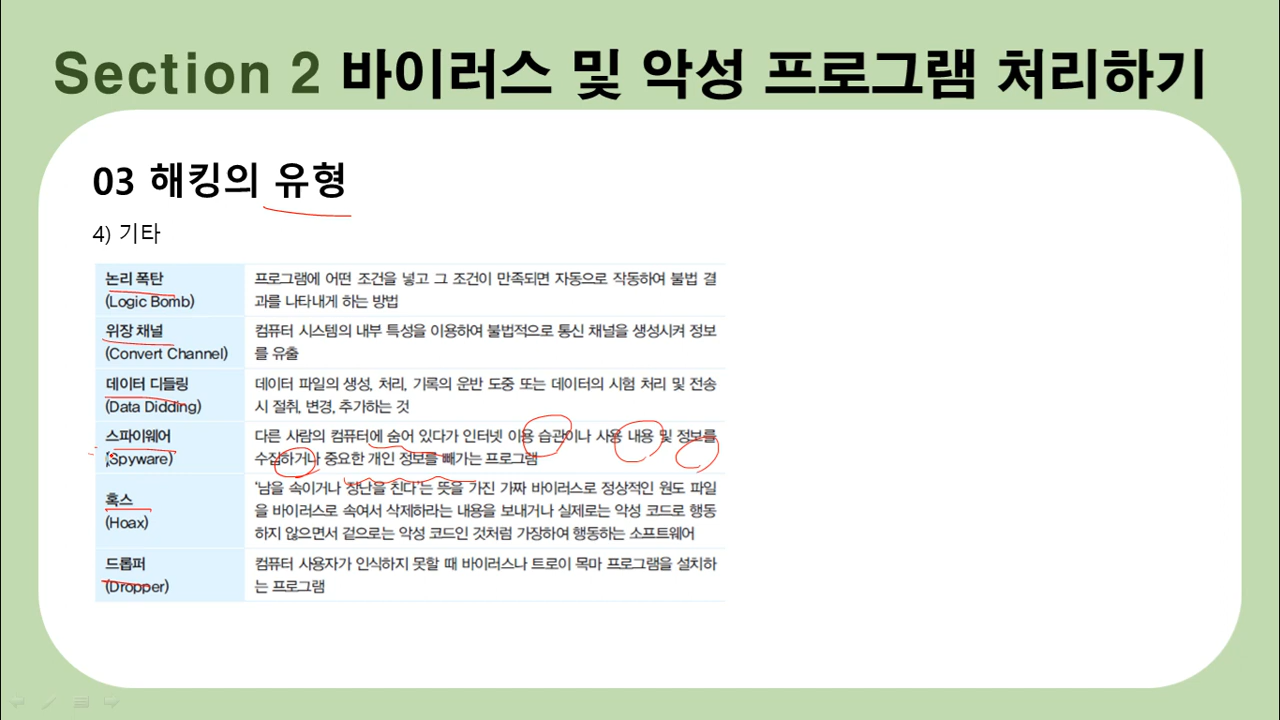 Section 2 바이러스 및 악성 프로그램 처리하기
03 해킹의 유형
4) 기타
논리 폭탄
(Logic Bomb)
프로그램에 어떤 조건을 넣고 그 조건이 만족되면 자동으로 작동하여 불법 결
과를 나타내게 하는 방법
위장 채널
(Convert Channel)
컴퓨터 시스템의 내부 특성을 이용하여 불법적으로 통신 채널을 생성시켜 정보
를 유출
데이터 디들링
(Data Didding)
데이터 파일의 생성, 처리, 기록의 운반 도중 또는 데이터의 시험 처리 및 전송
시 절취, 변경, 추가하는 것
스파이웨어
(Spyware)
다른 사람의 컴퓨터에 숨어 있다가 인터넷 이용 습관이나 사용 내용 및 정보를
수집하거나 중요한 개인 정보를 빼가는 프로그램
혹스
(Hoax)
'남을 속이거나 장난을 친다'는 뜻을 가진 가짜 바이러스로 정상적인 원도 파일
을 바이러스로 속여서 삭제하라는 내용을 보내거나 실제로는 악성 코드로 행동
하지 않으면서 겉으로는 악성 코드인 것처럼 가장하여 행동하는 소프트웨어
드롭퍼
(Dropper)
컴퓨터 사용자가 인식하지 못할 때 바이러스나 트로이 목마 프로그램을 설치하
는 프로그램